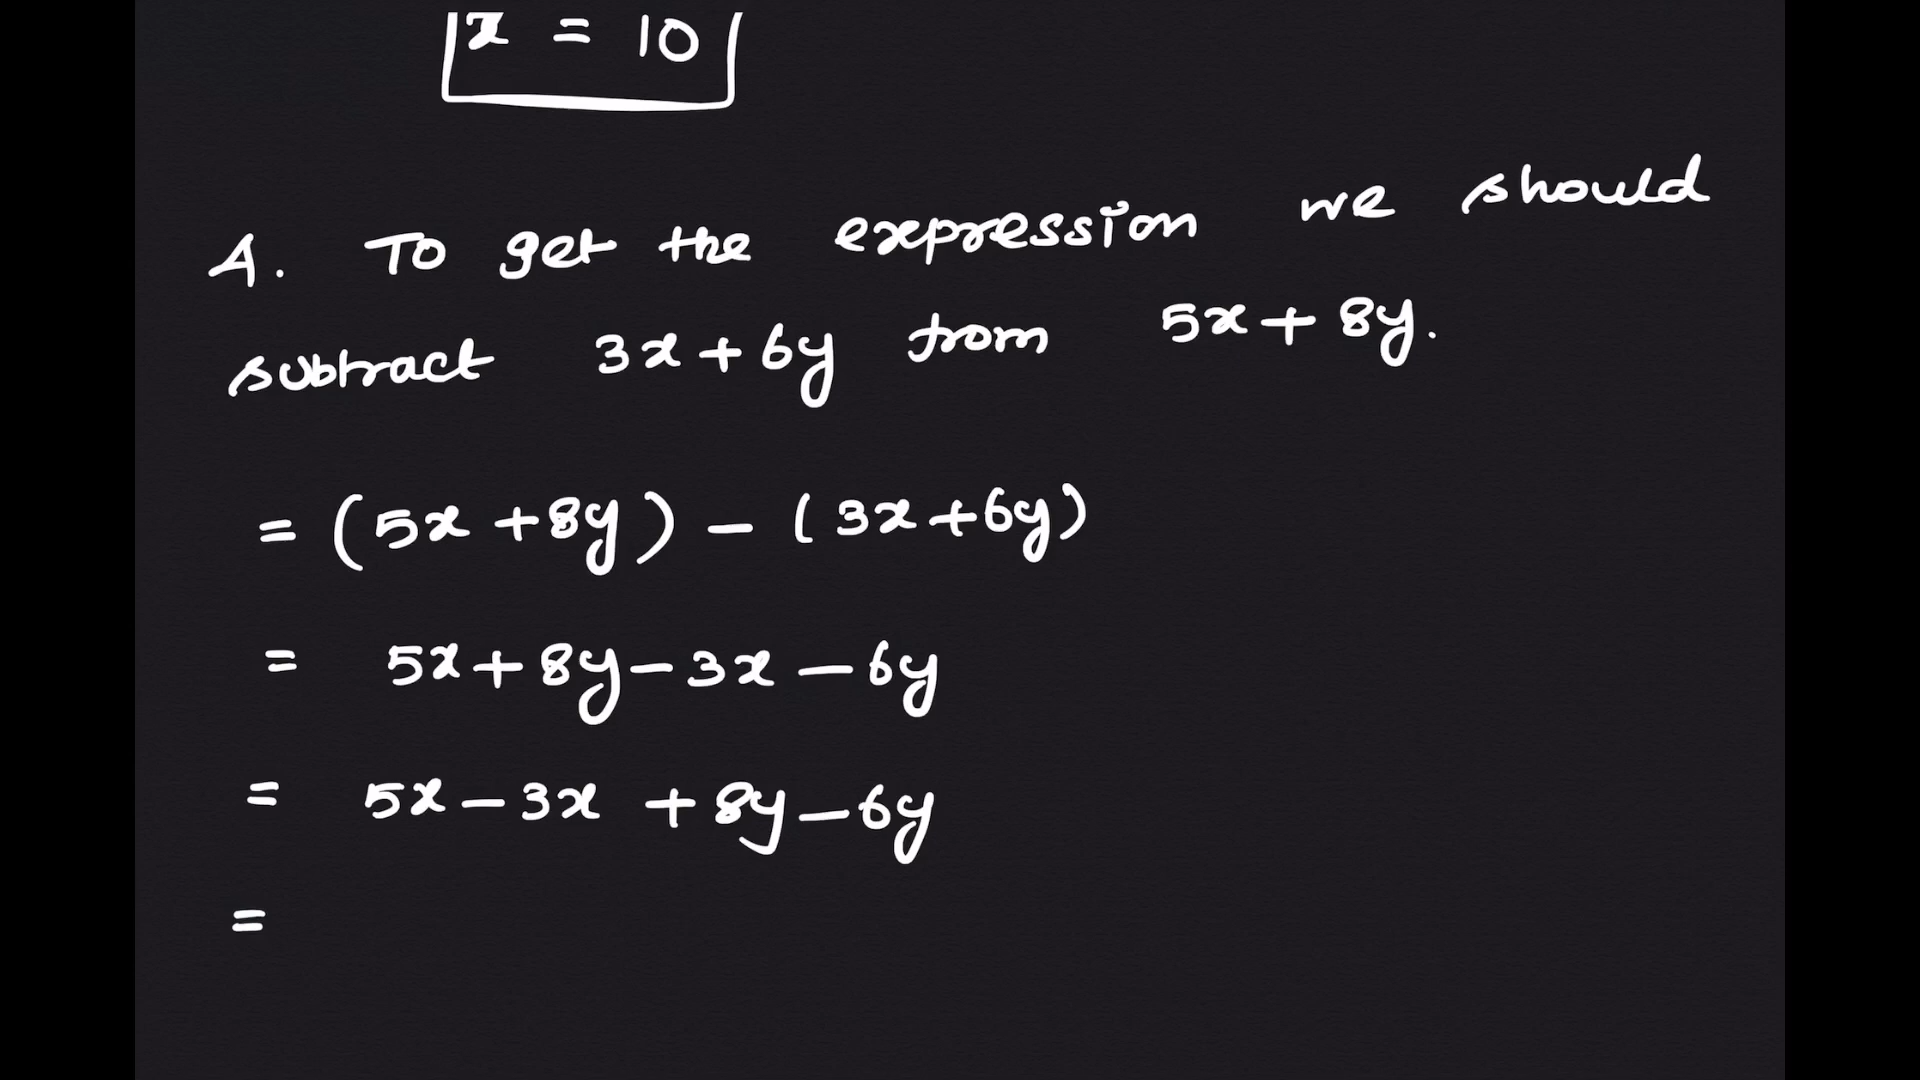 x = 10
A. To get the expression we should
subtract 3x+6y from 5x+8y.
= (5x+8y) - (3x+6y)
= 5x+8y-3x-6y
= 5x-3x+8y-6y
=